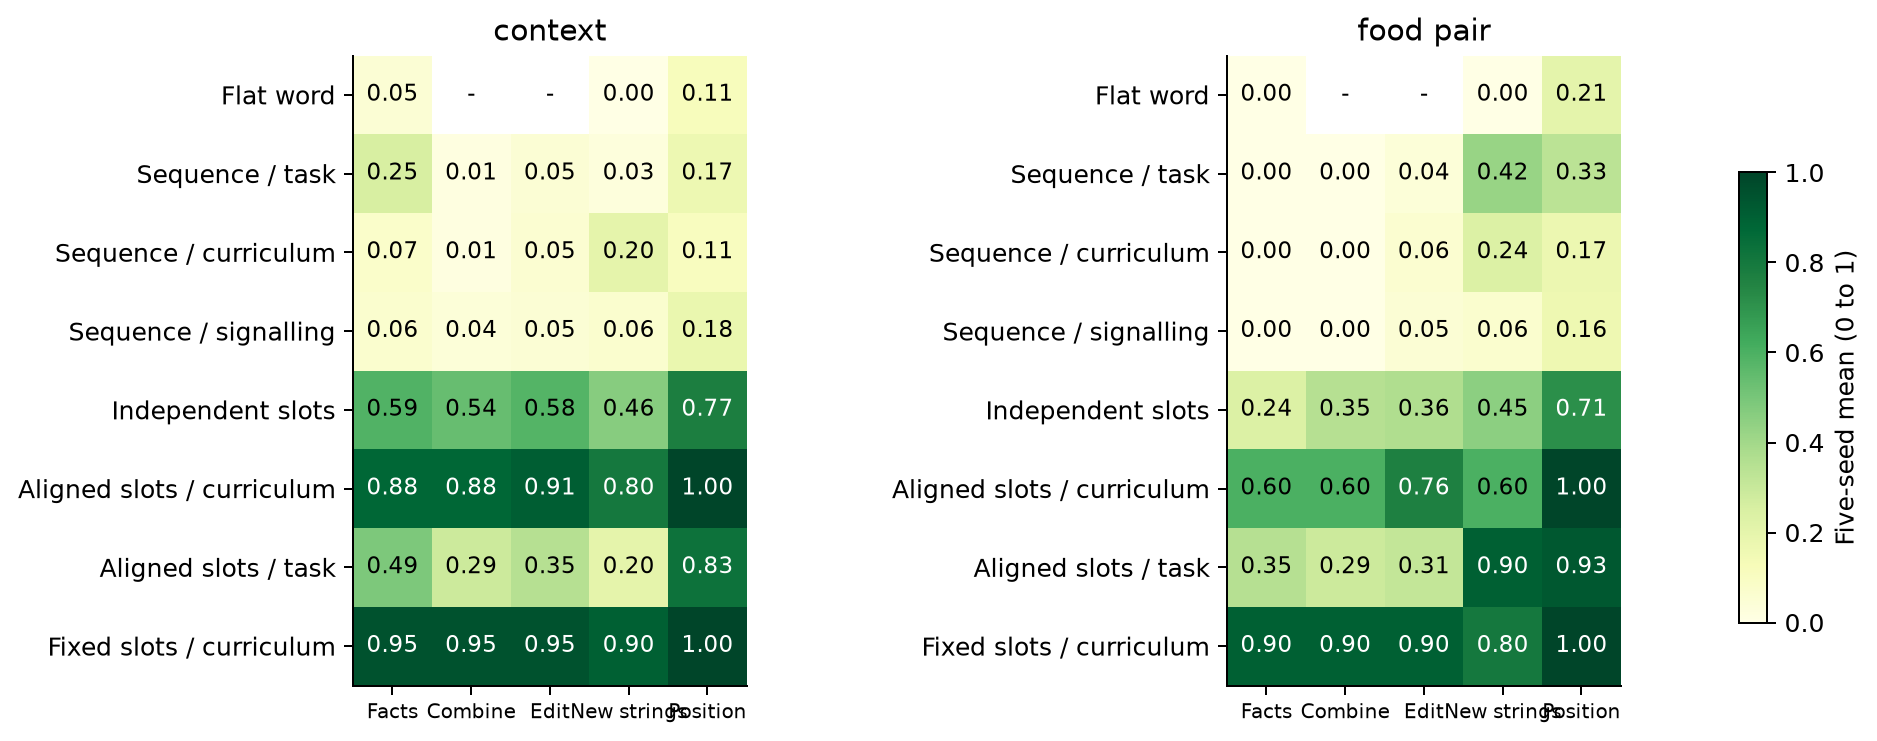 context
Flat word 0.05 - - 0.00 0.11
Sequence / task 0.25 0.01 0.05 0.03 0.17
Sequence / curriculum 0.07 0.01 0.05 0.20 0.11
Sequence / signalling 0.06 0.04 0.05 0.06 0.18
Independent slots 0.59 0.54 0.58 0.46 0.77
Aligned slots / curriculum 0.88 0.88 0.91 0.80 1.00
Aligned slots / task 0.49 0.29 0.35 0.20 0.83
Fixed slots / curriculum 0.95 0.95 0.95 0.90 1.00
Facts Combine Edit New strings Position
food pair
Flat word 0.00 - - 0.00 0.21
Sequence / task 0.00 0.00 0.04 0.42 0.33
Sequence / curriculum 0.00 0.00 0.06 0.24 0.17
Sequence / signalling 0.00 0.00 0.05 0.06 0.16
Independent slots 0.24 0.35 0.36 0.45 0.71
Aligned slots / curriculum 0.60 0.60 0.76 0.60 1.00
Aligned slots / task 0.35 0.29 0.31 0.90 0.93
Fixed slots / curriculum 0.90 0.90 0.90 0.80 1.00
Facts Combine Edit New strings Position
1.0
0.8
0.6
0.4
0.2
0.0
Five-seed mean (0 to 1)